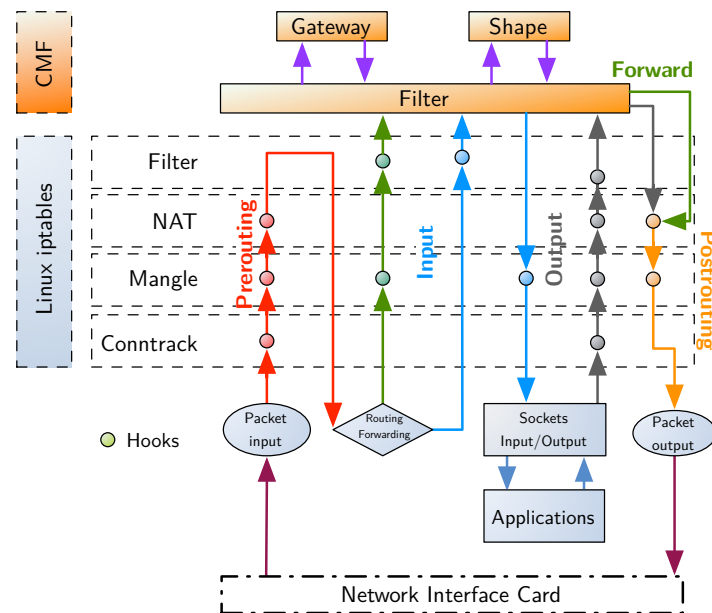 Gateway
Shape
CMF
Forward
Filter
Linux iptables
Filter
NAT
Mangle
Conntrack
Prerouting
Input
Output
Postrouting
Packet
input
Routing
Forwarding
Sockets
Input/Output
Packet
output
Hooks
Applications
Network Interface Card